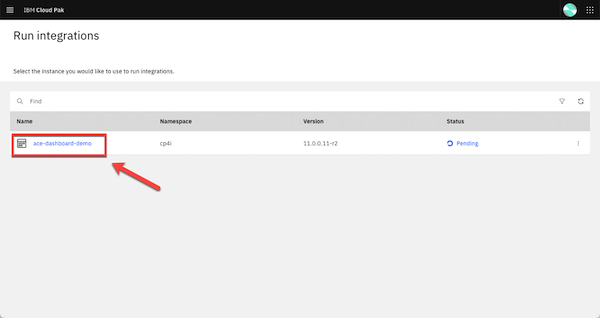 IBM Cloud Pak
Run integrations
Select the instance you would like to use to run integrations.
Find
Name Namespace Version Status
ace-dashboard-demo cp4i 11.0.0.11-r2 Pending